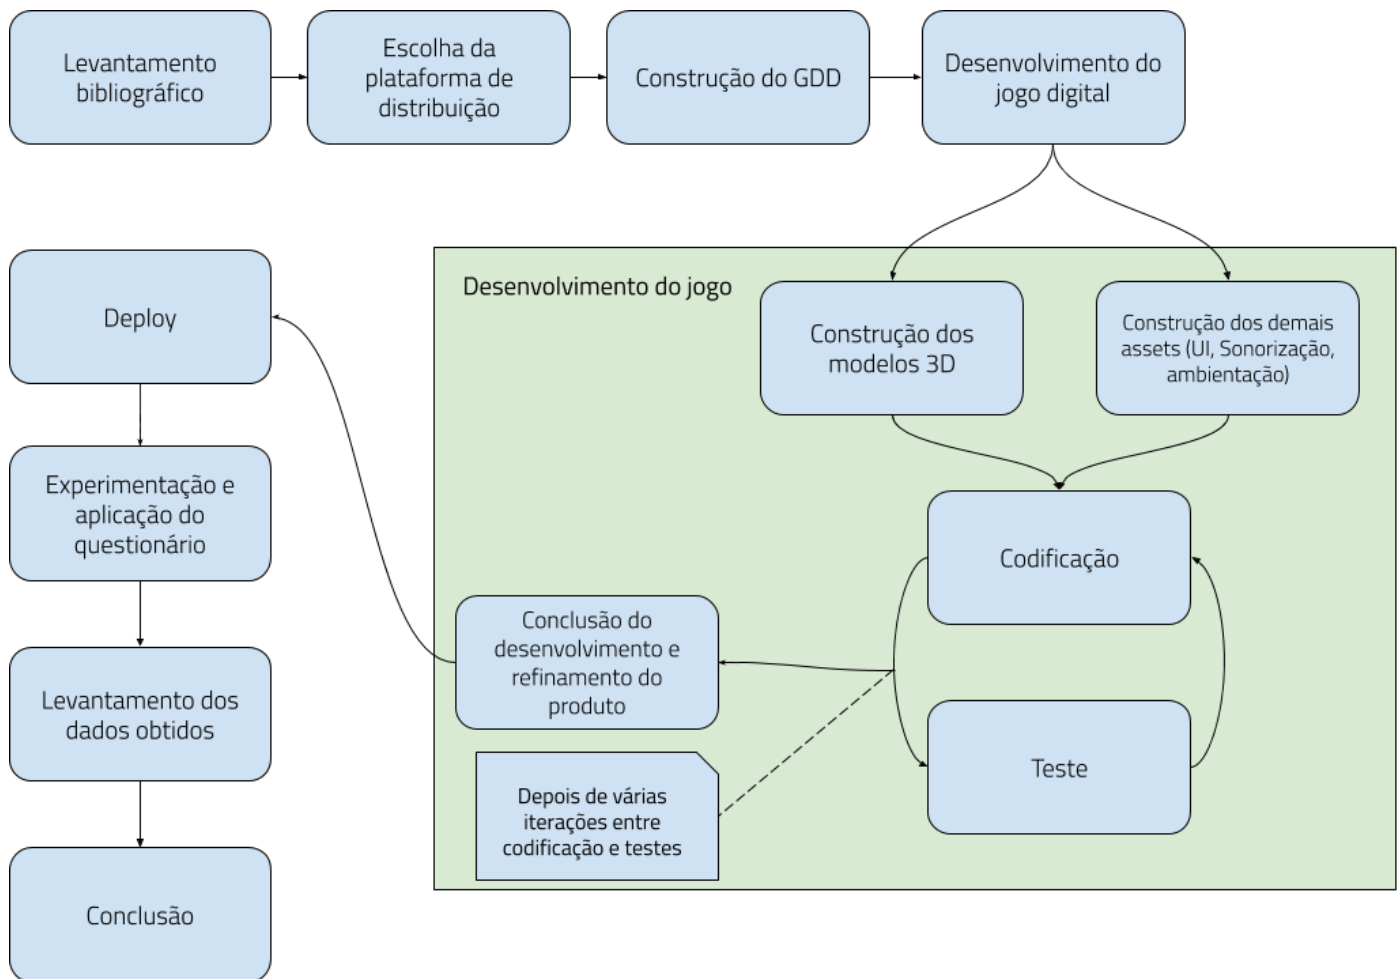 Levantamento
bibliográfico
Escolha da
plataforma de
distribuição
Construção do GDD
Desenvolvimento do
jogo digital
Desenvolvimento do jogo
Construção dos
modelos 3D
Construção dos demais
assets (UI, Sonorização,
ambientação)
Codificação
Teste
Conclusão do
desenvolvimento e
refinamento do
produto
Depois de várias
iterações entre
codificação e testes
Deploy
Experimentação e
aplicação do
questionário
Levantamento dos
dados obtidos
Conclusão